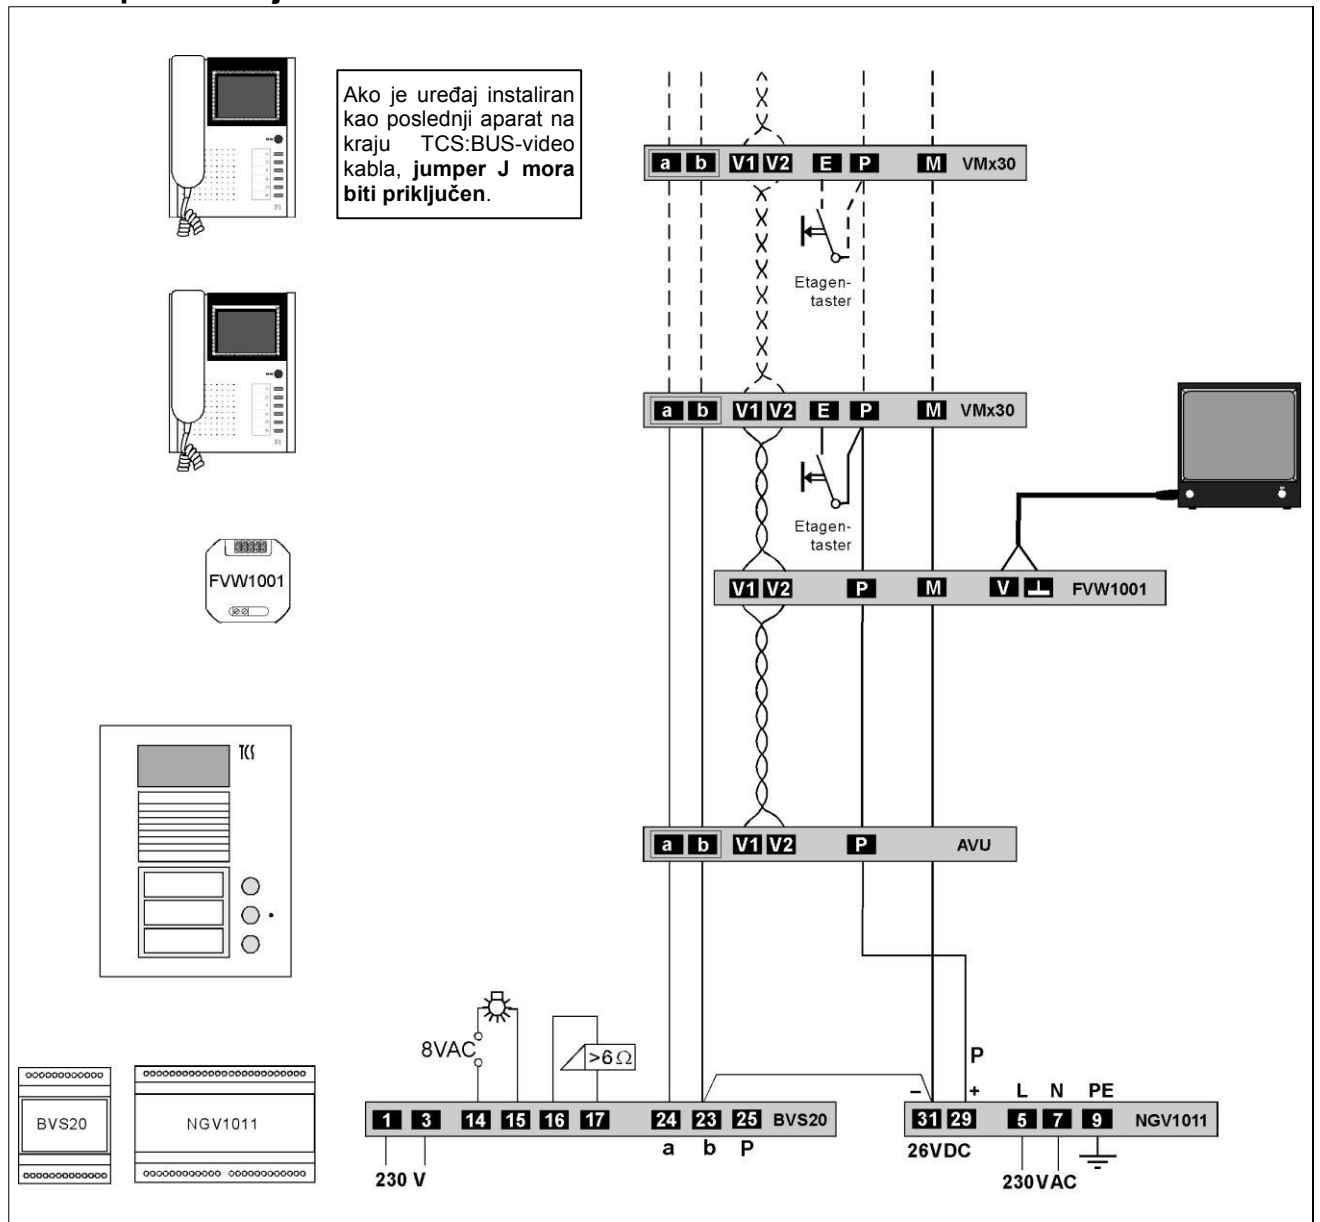 Ako je uređaj instaliran
kao poslednji aparat na
kraju TCS:BUS-video
kabla, jumper J mora
biti priključen.
a b V1 V2 E P M VMx30
Etagen-
taster
a b V1 V2 E P M VMx30
Etagen-
taster
FVW1001
V1 V2 P M V FVW1001
TCS
a b V1 V2 P AVU
8VAC
>6Ω
P
– + L N PE
BVS20
NGV1011
1 3 14 15 16 17 24 23 25 BVS20
31 29 5 7 9 NGV1011
a b P
26VDC
230 V
230VAC